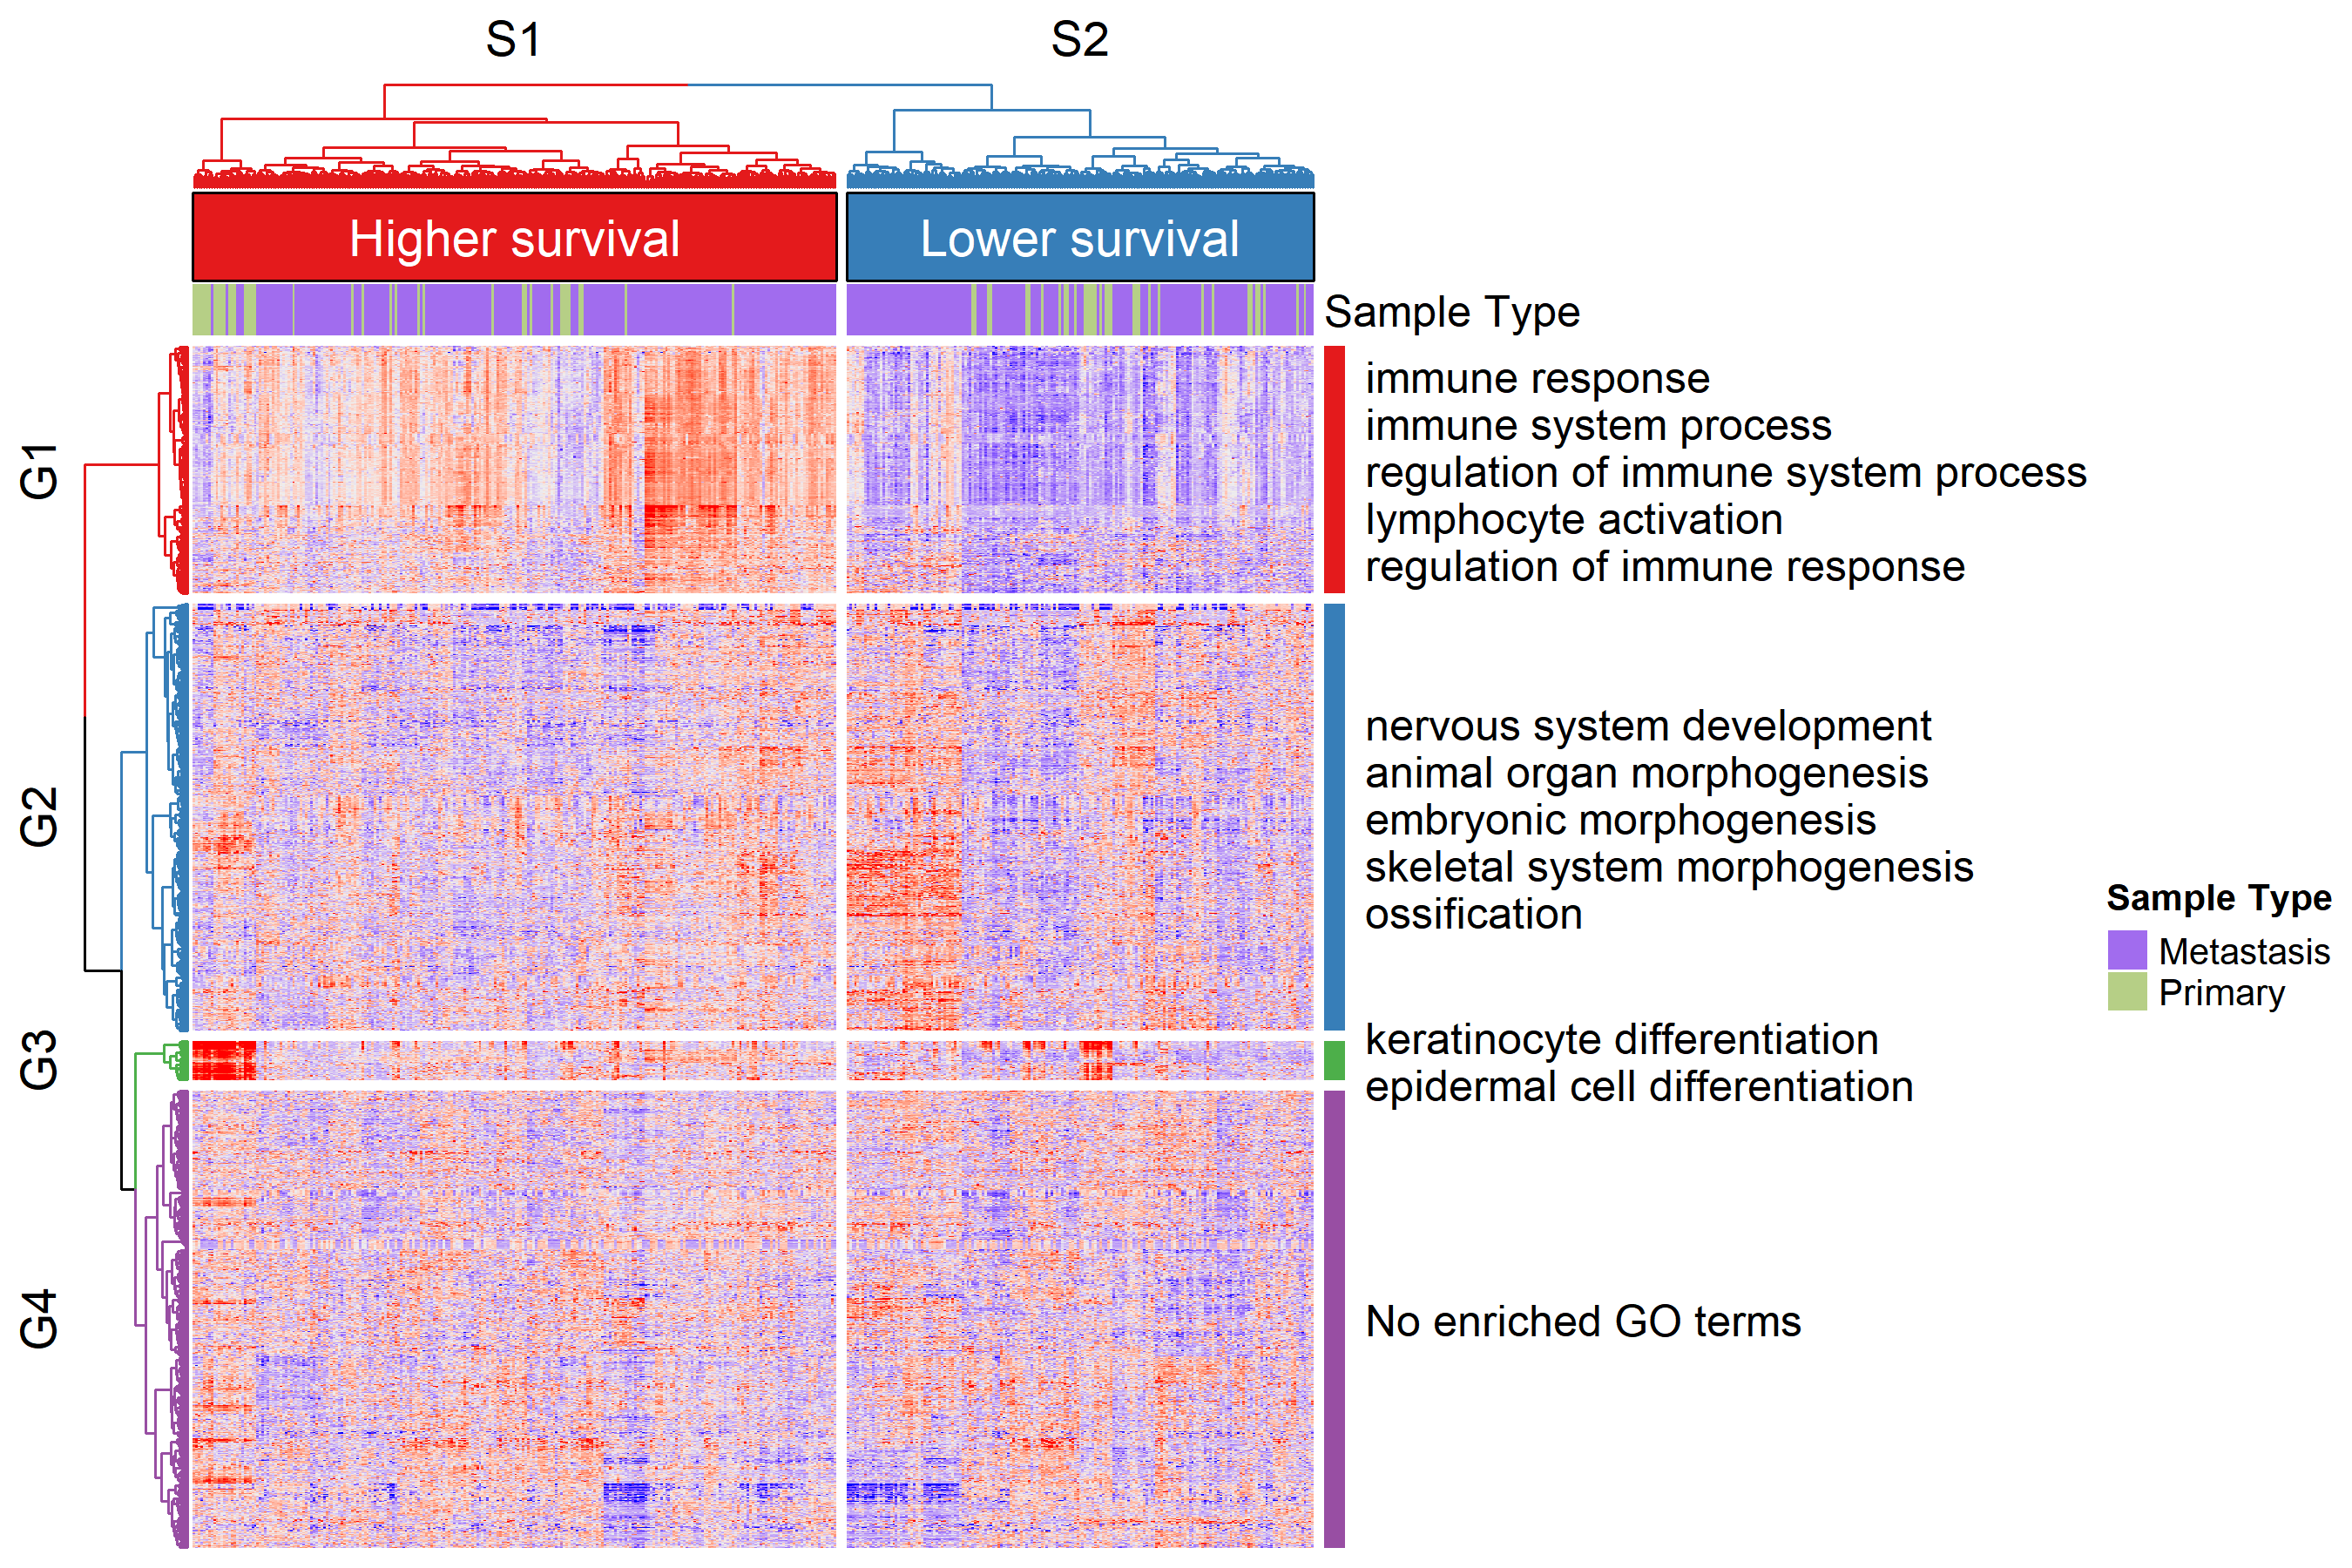 S1
S2
Higher survival
Lower survival
Sample Type
G1
immune response
immune system process
regulation of immune system process
lymphocyte activation
regulation of immune response
G2
nervous system development
animal organ morphogenesis
embryonic morphogenesis
skeletal system morphogenesis
ossification
G3
keratinocyte differentiation
epidermal cell differentiation
G4
No enriched GO terms
Sample Type
Metastasis
Primary